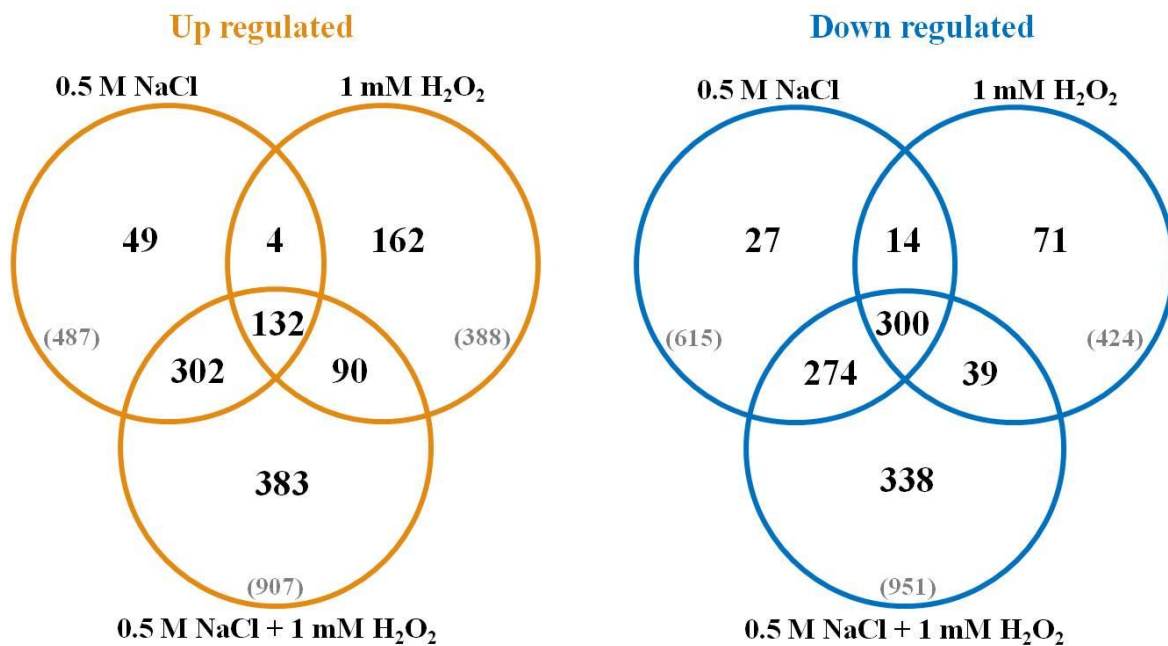 Up regulated
0.5 M NaCl
1 mM H₂O₂
49
4
162
(487)
132
(388)
302
90
383
(907)
0.5 M NaCl + 1 mM H₂O₂
Down regulated
0.5 M NaCl
1 mM H₂O₂
27
14
71
(615)
300
(424)
274
39
338
(951)
0.5 M NaCl + 1 mM H₂O₂